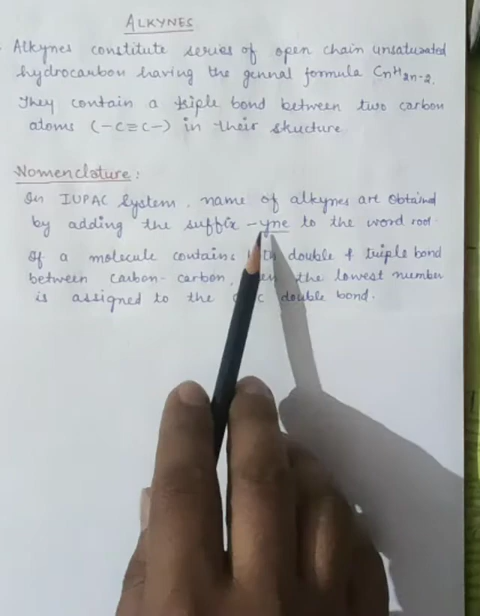 ALKYNES
Alkynes constitute series of open chain unsaturated
hydrocarbon having the general formula CnH2n-2.
They contain a triple bond between two carbon
atoms (-C≡C-) in their structure
Nomenclature:
In IUPAC System, name of alkynes are obtained
by adding the suffix -yne to the word root.
If a molecule contains double & triple bond
between carbon-carbon, the lowest number
is assigned to the double bond.